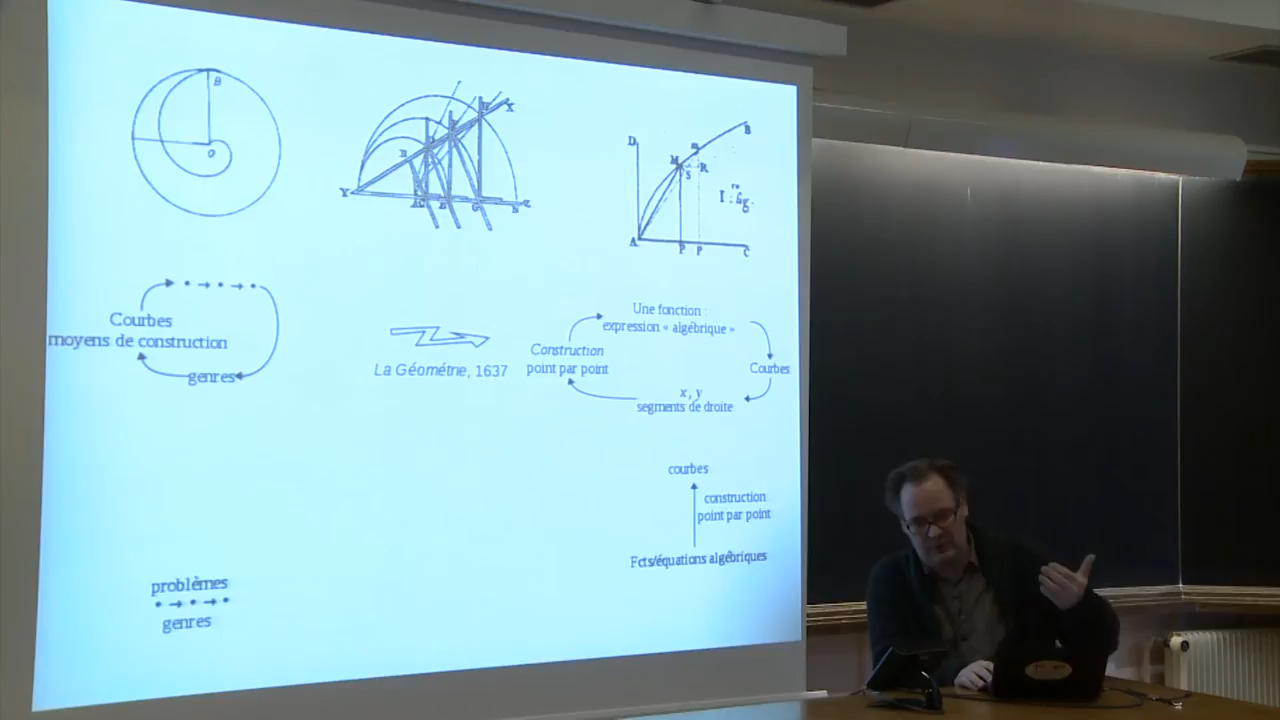 B
O
Y
X
D
B
M
R
S
A
P
P
C
Courbes
moyens de construction
genres
La Géométrie, 1637
Une fonction :
expression « algébrique »
Construction
point par point
Courbes
x, y
segments de droite
courbes
construction
point par point
Fcts/équations algébriques
problèmes
genres